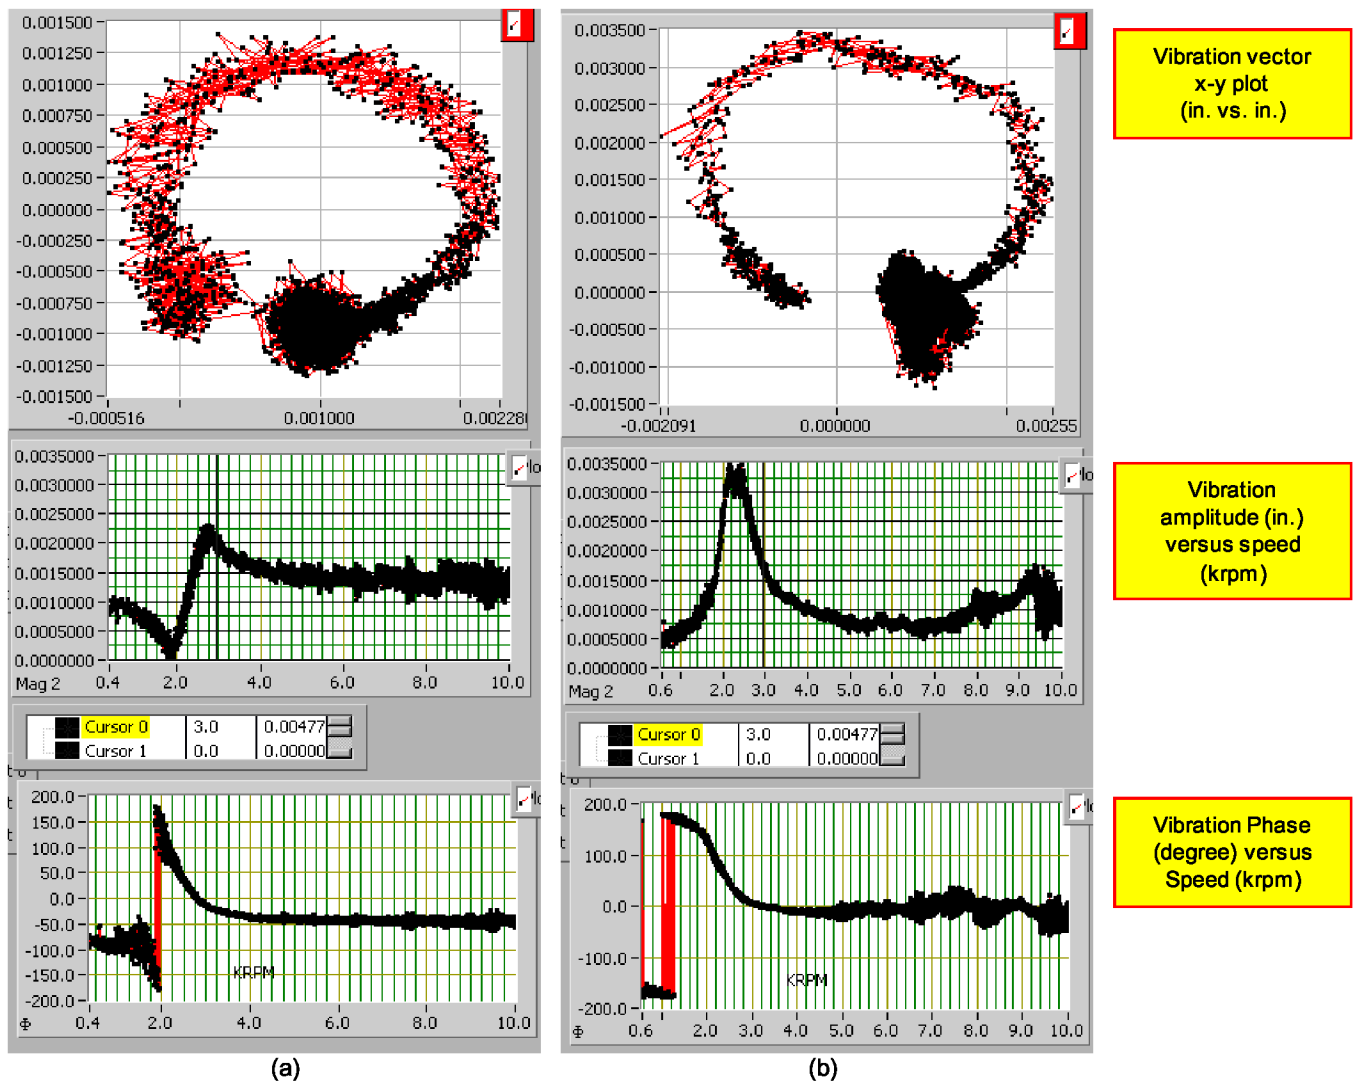 0.001500
0.001250
0.001000
0.000750
0.000500
0.000250
0.000000
-0.000250
-0.000500
-0.000750
-0.001000
-0.001250
-0.001500
-0.000516
0.001000
0.002280
0.003500
0.003000
0.002500
0.002000
0.001500
0.001000
0.000500
0.000000
-0.000500
-0.001000
-0.001500
-0.002091
0.000000
0.00255
Vibration vector
x-y plot
(in. vs. in.)
0.0035000
0.0030000
0.0025000
0.0020000
0.0015000
0.0010000
0.0005000
0.0000000
0.4 2.0 3.0 4.0 6.0 8.0 10.0
Mag 2
0.0035000
0.0030000
0.0025000
0.0020000
0.0015000
0.0010000
0.0005000
0.0000000
0.6 2.0 3.0 4.0 5.0 6.0 7.0 8.0 9.0 10.0
Mag 2
Vibration
amplitude (in.)
versus speed
(krpm)
Cursor 0 3.0 0.00477
Cursor 1 0.0 0.00000
Cursor 0 3.0 0.00477
Cursor 1 0.0 0.00000
200.0
150.0
100.0
50.0
0.0
-50.0
-100.0
-150.0
-200.0
KRPM
0.4 2.0 4.0 6.0 8.0 10.0
Φ
200.0
100.0
0.0
-100.0
-200.0
KRPM
0.6 2.0 3.0 4.0 5.0 6.0 7.0 8.0 9.0 10.0
Φ
Vibration Phase
(degree) versus
Speed (krpm)
(a)
(b)